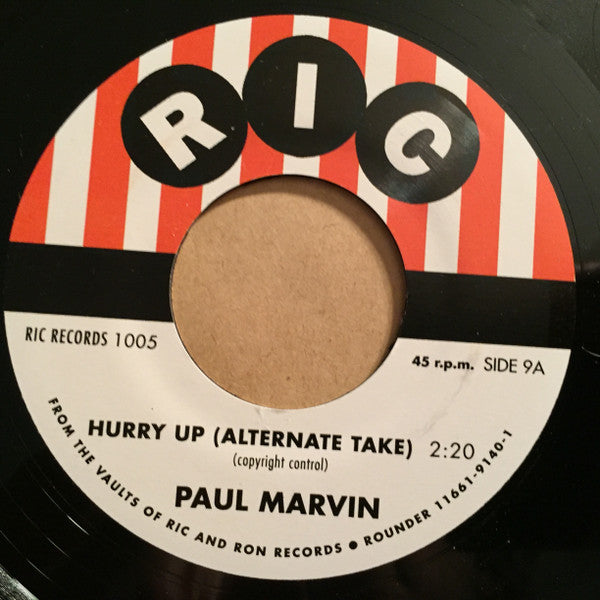 RIC
RIC RECORDS 1005
45 r.p.m. SIDE 9A
HURRY UP (ALTERNATE TAKE) 2:20
(copyright control)
PAUL MARVIN
FROM THE VAULTS OF RIC AND RON RECORDS • ROUNDER 11661-9140-1